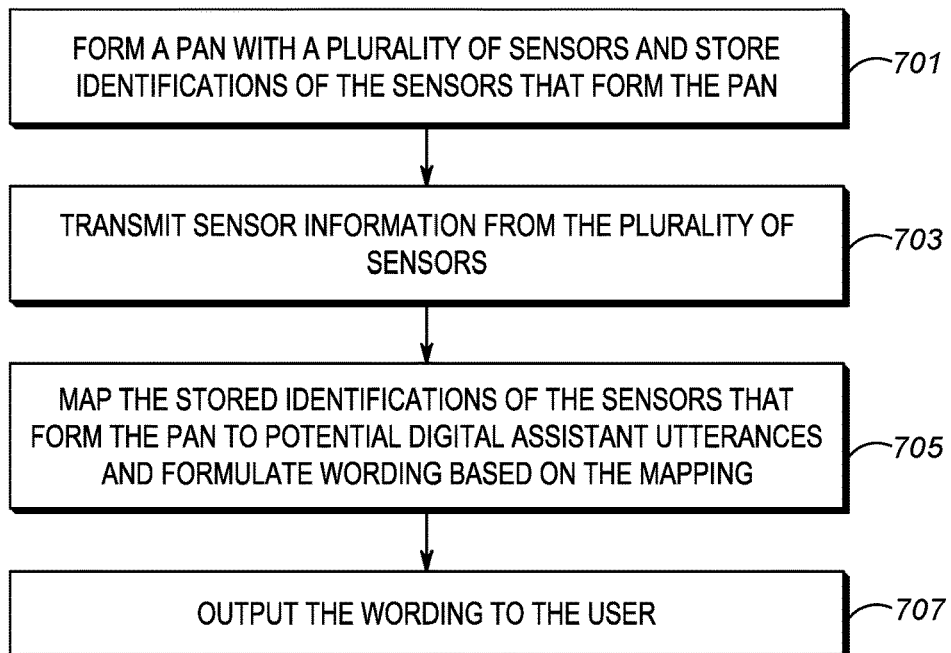 FORM A PAN WITH A PLURALITY OF SENSORS AND STORE
IDENTIFICATIONS OF THE SENSORS THAT FORM THE PAN
701
TRANSMIT SENSOR INFORMATION FROM THE PLURALITY OF
SENSORS
703
MAP THE STORED IDENTIFICATIONS OF THE SENSORS THAT
FORM THE PAN TO POTENTIAL DIGITAL ASSISTANT UTTERANCES
AND FORMULATE WORDING BASED ON THE MAPPING
705
OUTPUT THE WORDING TO THE USER
707